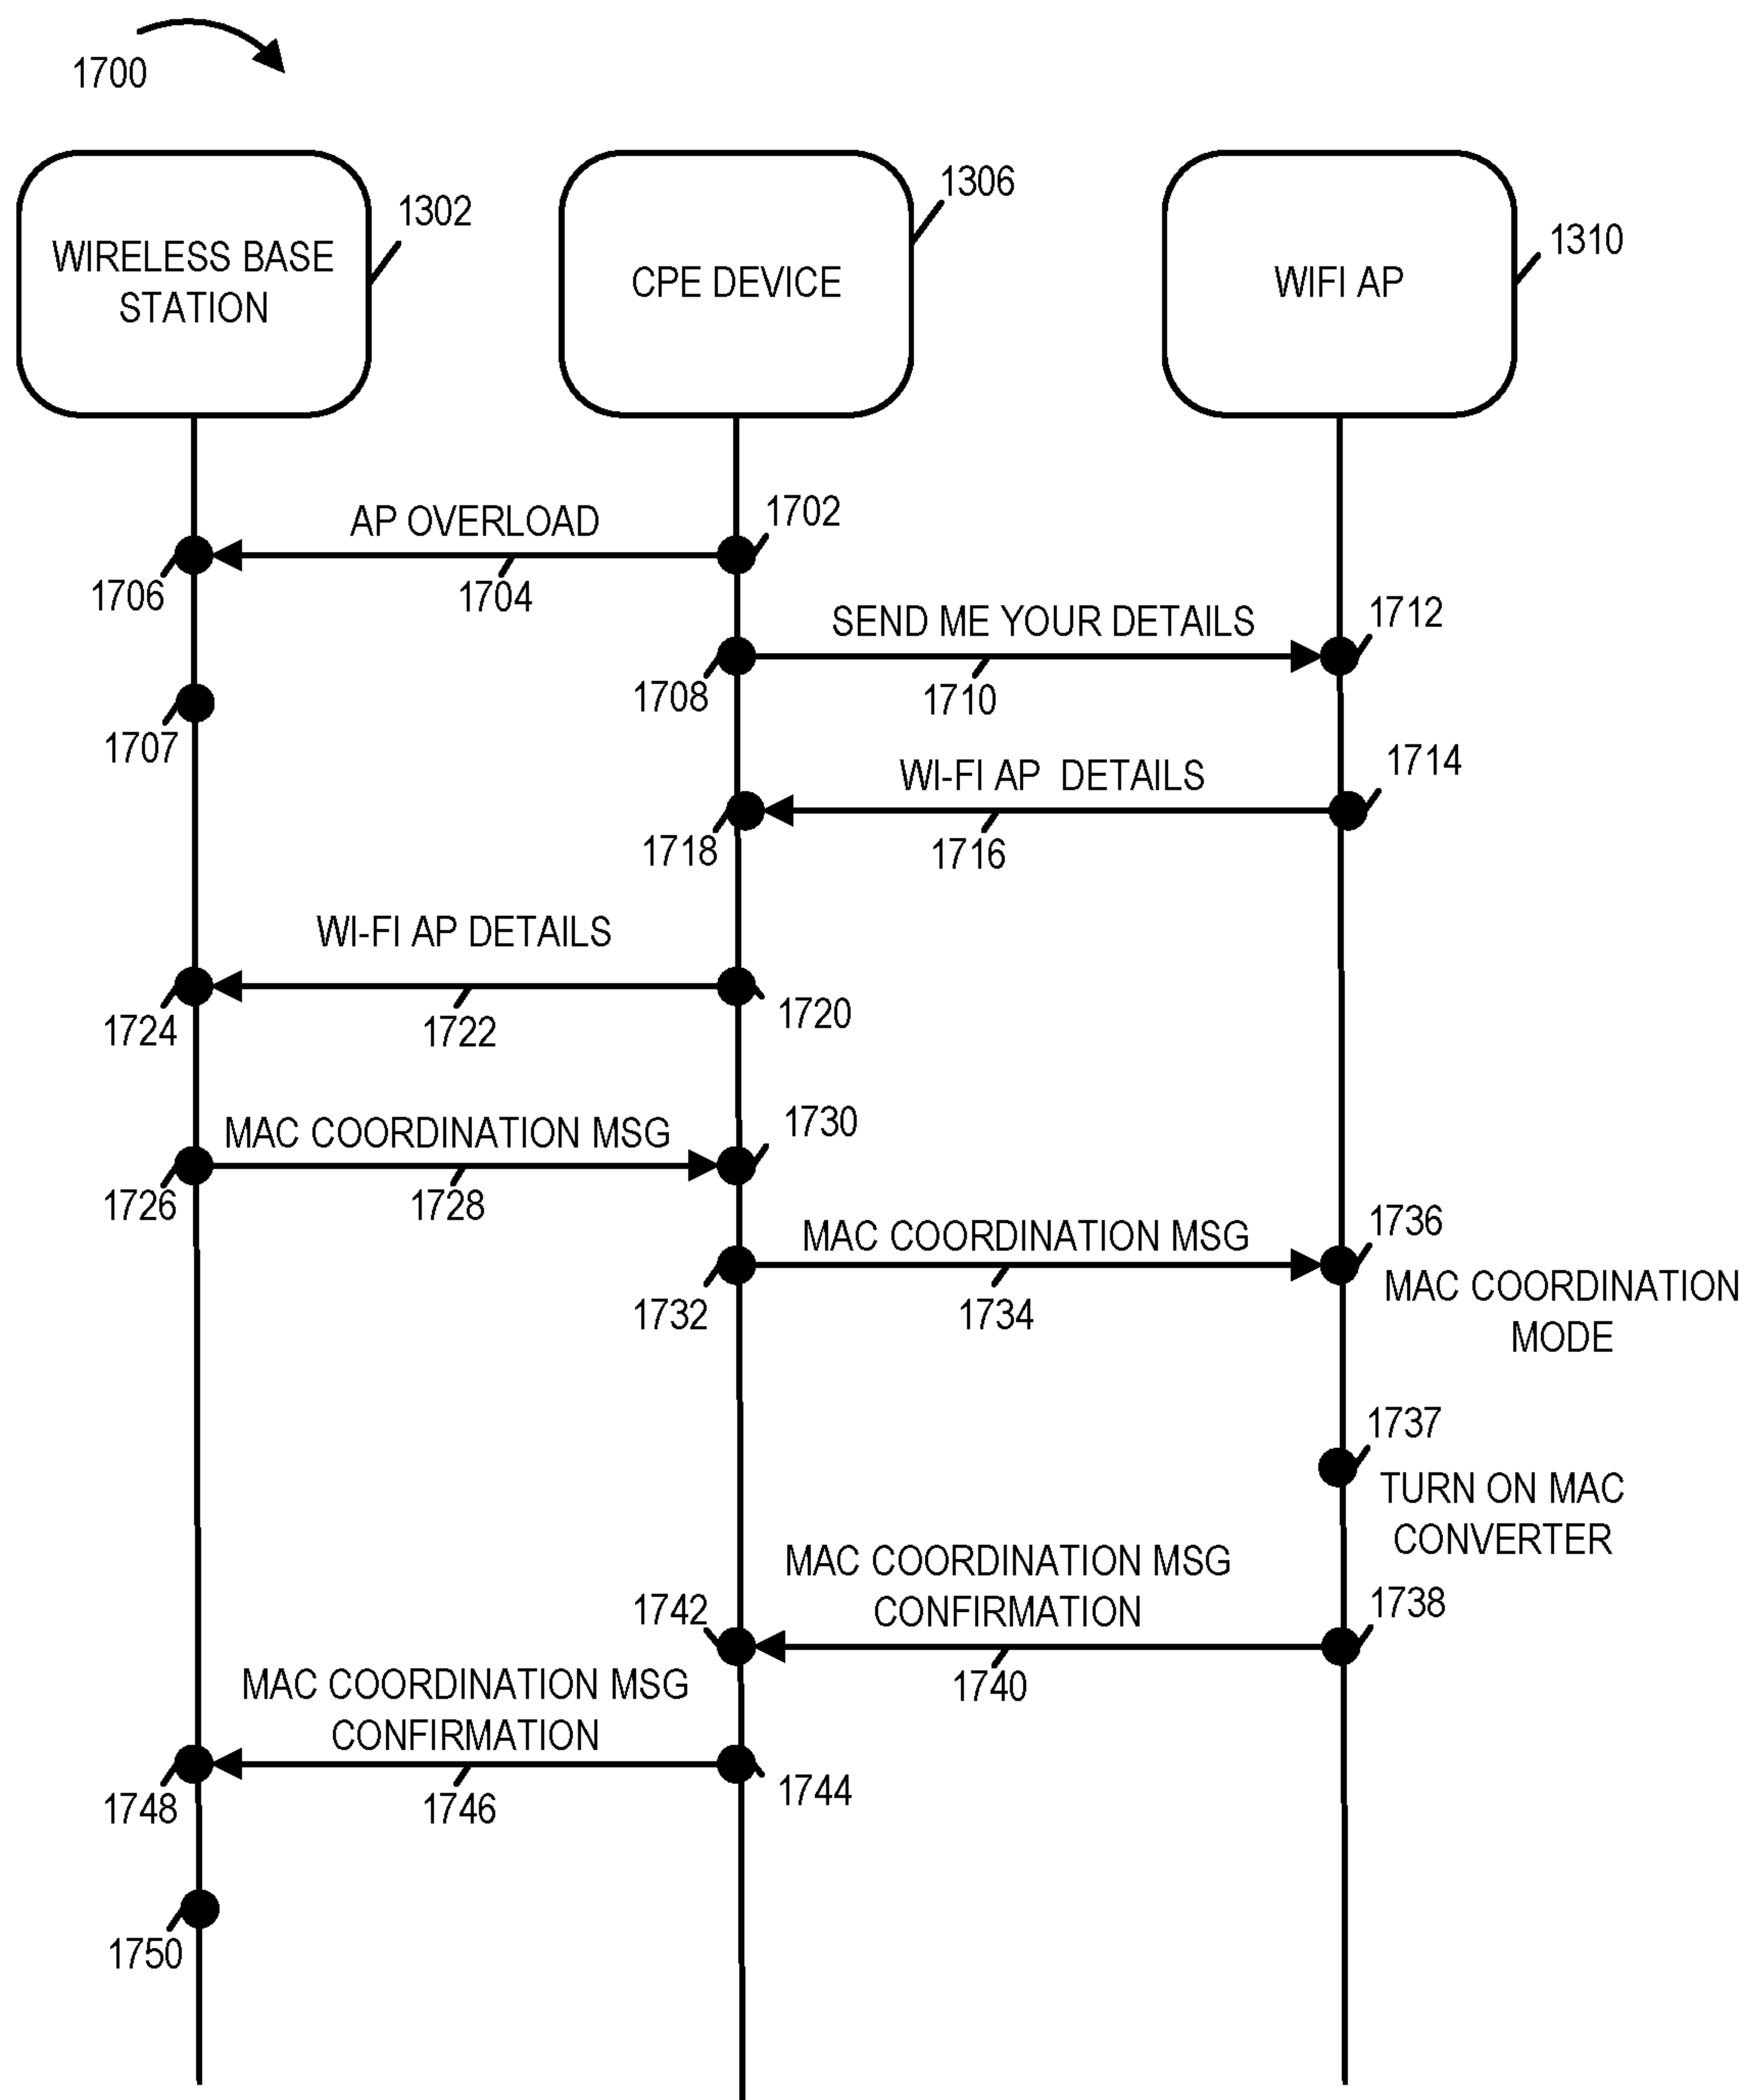 1700
WIRELESS BASE
STATION
1302
CPE DEVICE
1306
WIFI AP
1310
AP OVERLOAD
1702
1706
1704
SEND ME YOUR DETAILS
1712
1708
1710
1707
WI-FI AP DETAILS
1714
1718
1716
WI-FI AP DETAILS
1724
1722
1720
MAC COORDINATION MSG
1730
1726
1728
MAC COORDINATION MSG
1736
MAC COORDINATION
MODE
1732
1734
1737
TURN ON MAC
CONVERTER
MAC COORDINATION MSG
CONFIRMATION
1742
1738
1740
MAC COORDINATION MSG
CONFIRMATION
1748
1746
1744
1750